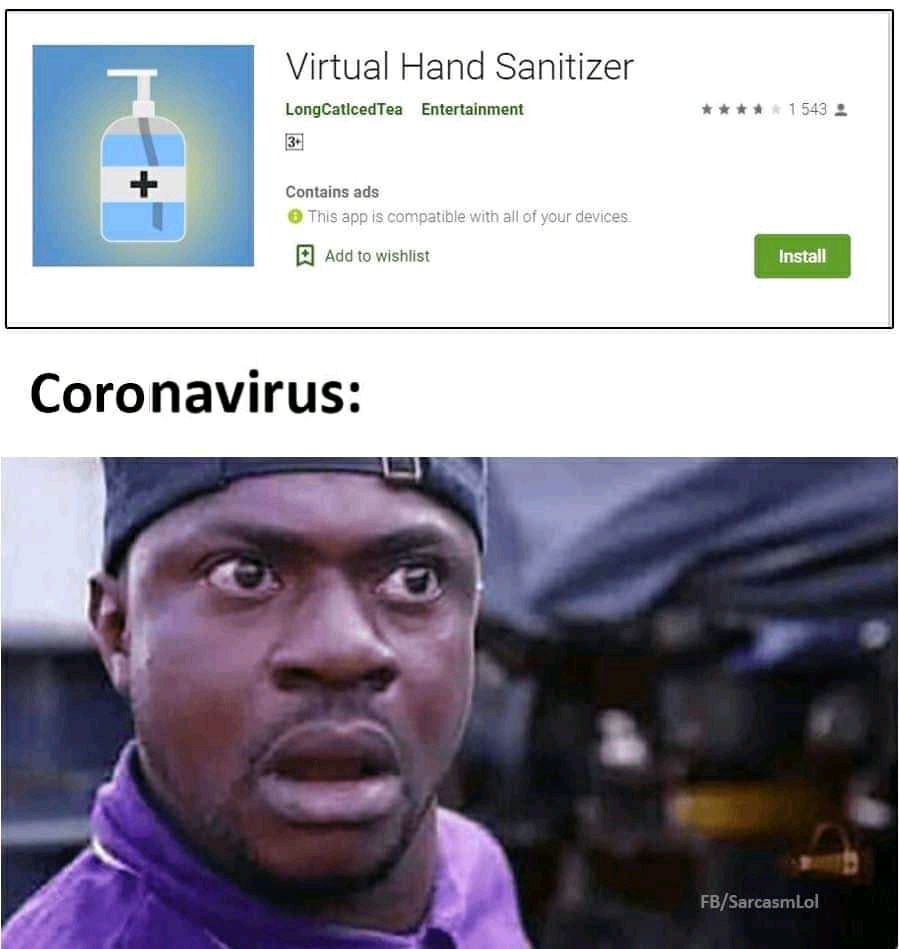 Virtual Hand Sanitizer
LongCatIcedTea Entertainment
1 543
3+
Contains ads
This app is compatible with all of your devices.
Add to wishlist
Install
Coronavirus:
FB/SarcasmLol